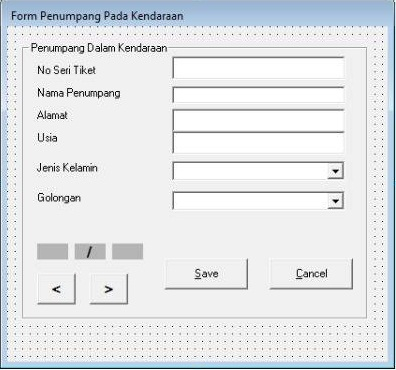 Form Penumpang Pada Kendaraan
Penumpang Dalam Kendaraan
No Seri Tiket
Nama Penumpang
Alamat
Usia
Jenis Kelamin
Golongan
/
< > Save Cancel